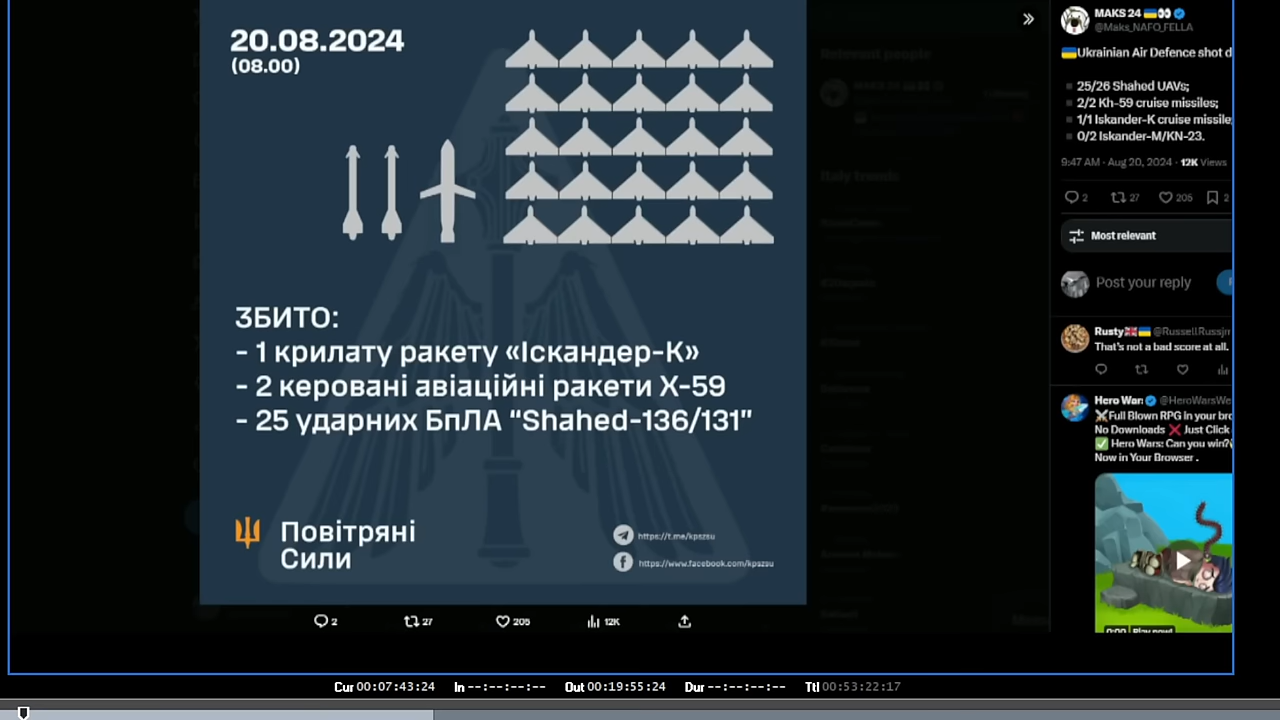 20.08.2024
(08.00)
ЗБИТО:
- 1 крилату ракету «Іскандер-К»
- 2 керовані авіаційні ракети Х-59
- 25 ударних БпЛА “Shahed-136/131”
Повітряні
Сили
https://t.me/kpszsu
https://www.facebook.com/kpszsu
2 27 205 12K
MAKS 24
@Maks_NAFO_FELLA
Ukrainian Air Defence shot d
25/26 Shahed UAVs;
2/2 Kh-59 cruise missiles;
1/1 Iskander-K cruise missile
0/2 Iskander-M/KN-23.
9:47 AM · Aug 20, 2024 · 12K Views
2 27 205 2
Most relevant
Post your reply
Rusty @RussellRussjm
That's not a bad score at all.
Hero Wars @HeroWarsWe
Full Blown RPG in your bro
No Downloads Just Click
Hero Wars: Can you win?
Now in Your Browser .
0:00 Play now!
Cur 00:07:43:24 In --:--:--:-- Out 00:19:55:24 Dur --:--:--:-- Ttl 00:53:22:17